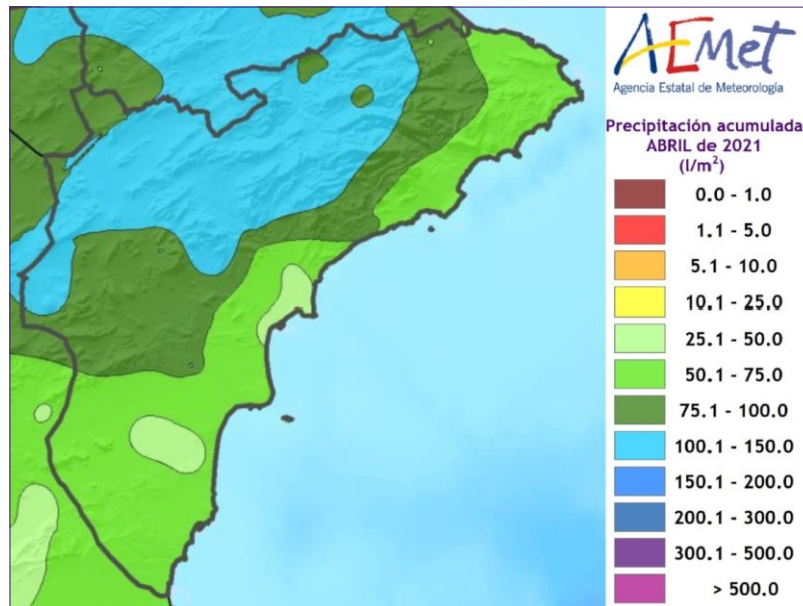 AEMet
Agencia Estatal de Meteorología
Precipitación acumulada
ABRIL de 2021
(l/m²)
0.0 - 1.0
1.1 - 5.0
5.1 - 10.0
10.1 - 25.0
25.1 - 50.0
50.1 - 75.0
75.1 - 100.0
100.1 - 150.0
150.1 - 200.0
200.1 - 300.0
300.1 - 500.0
> 500.0